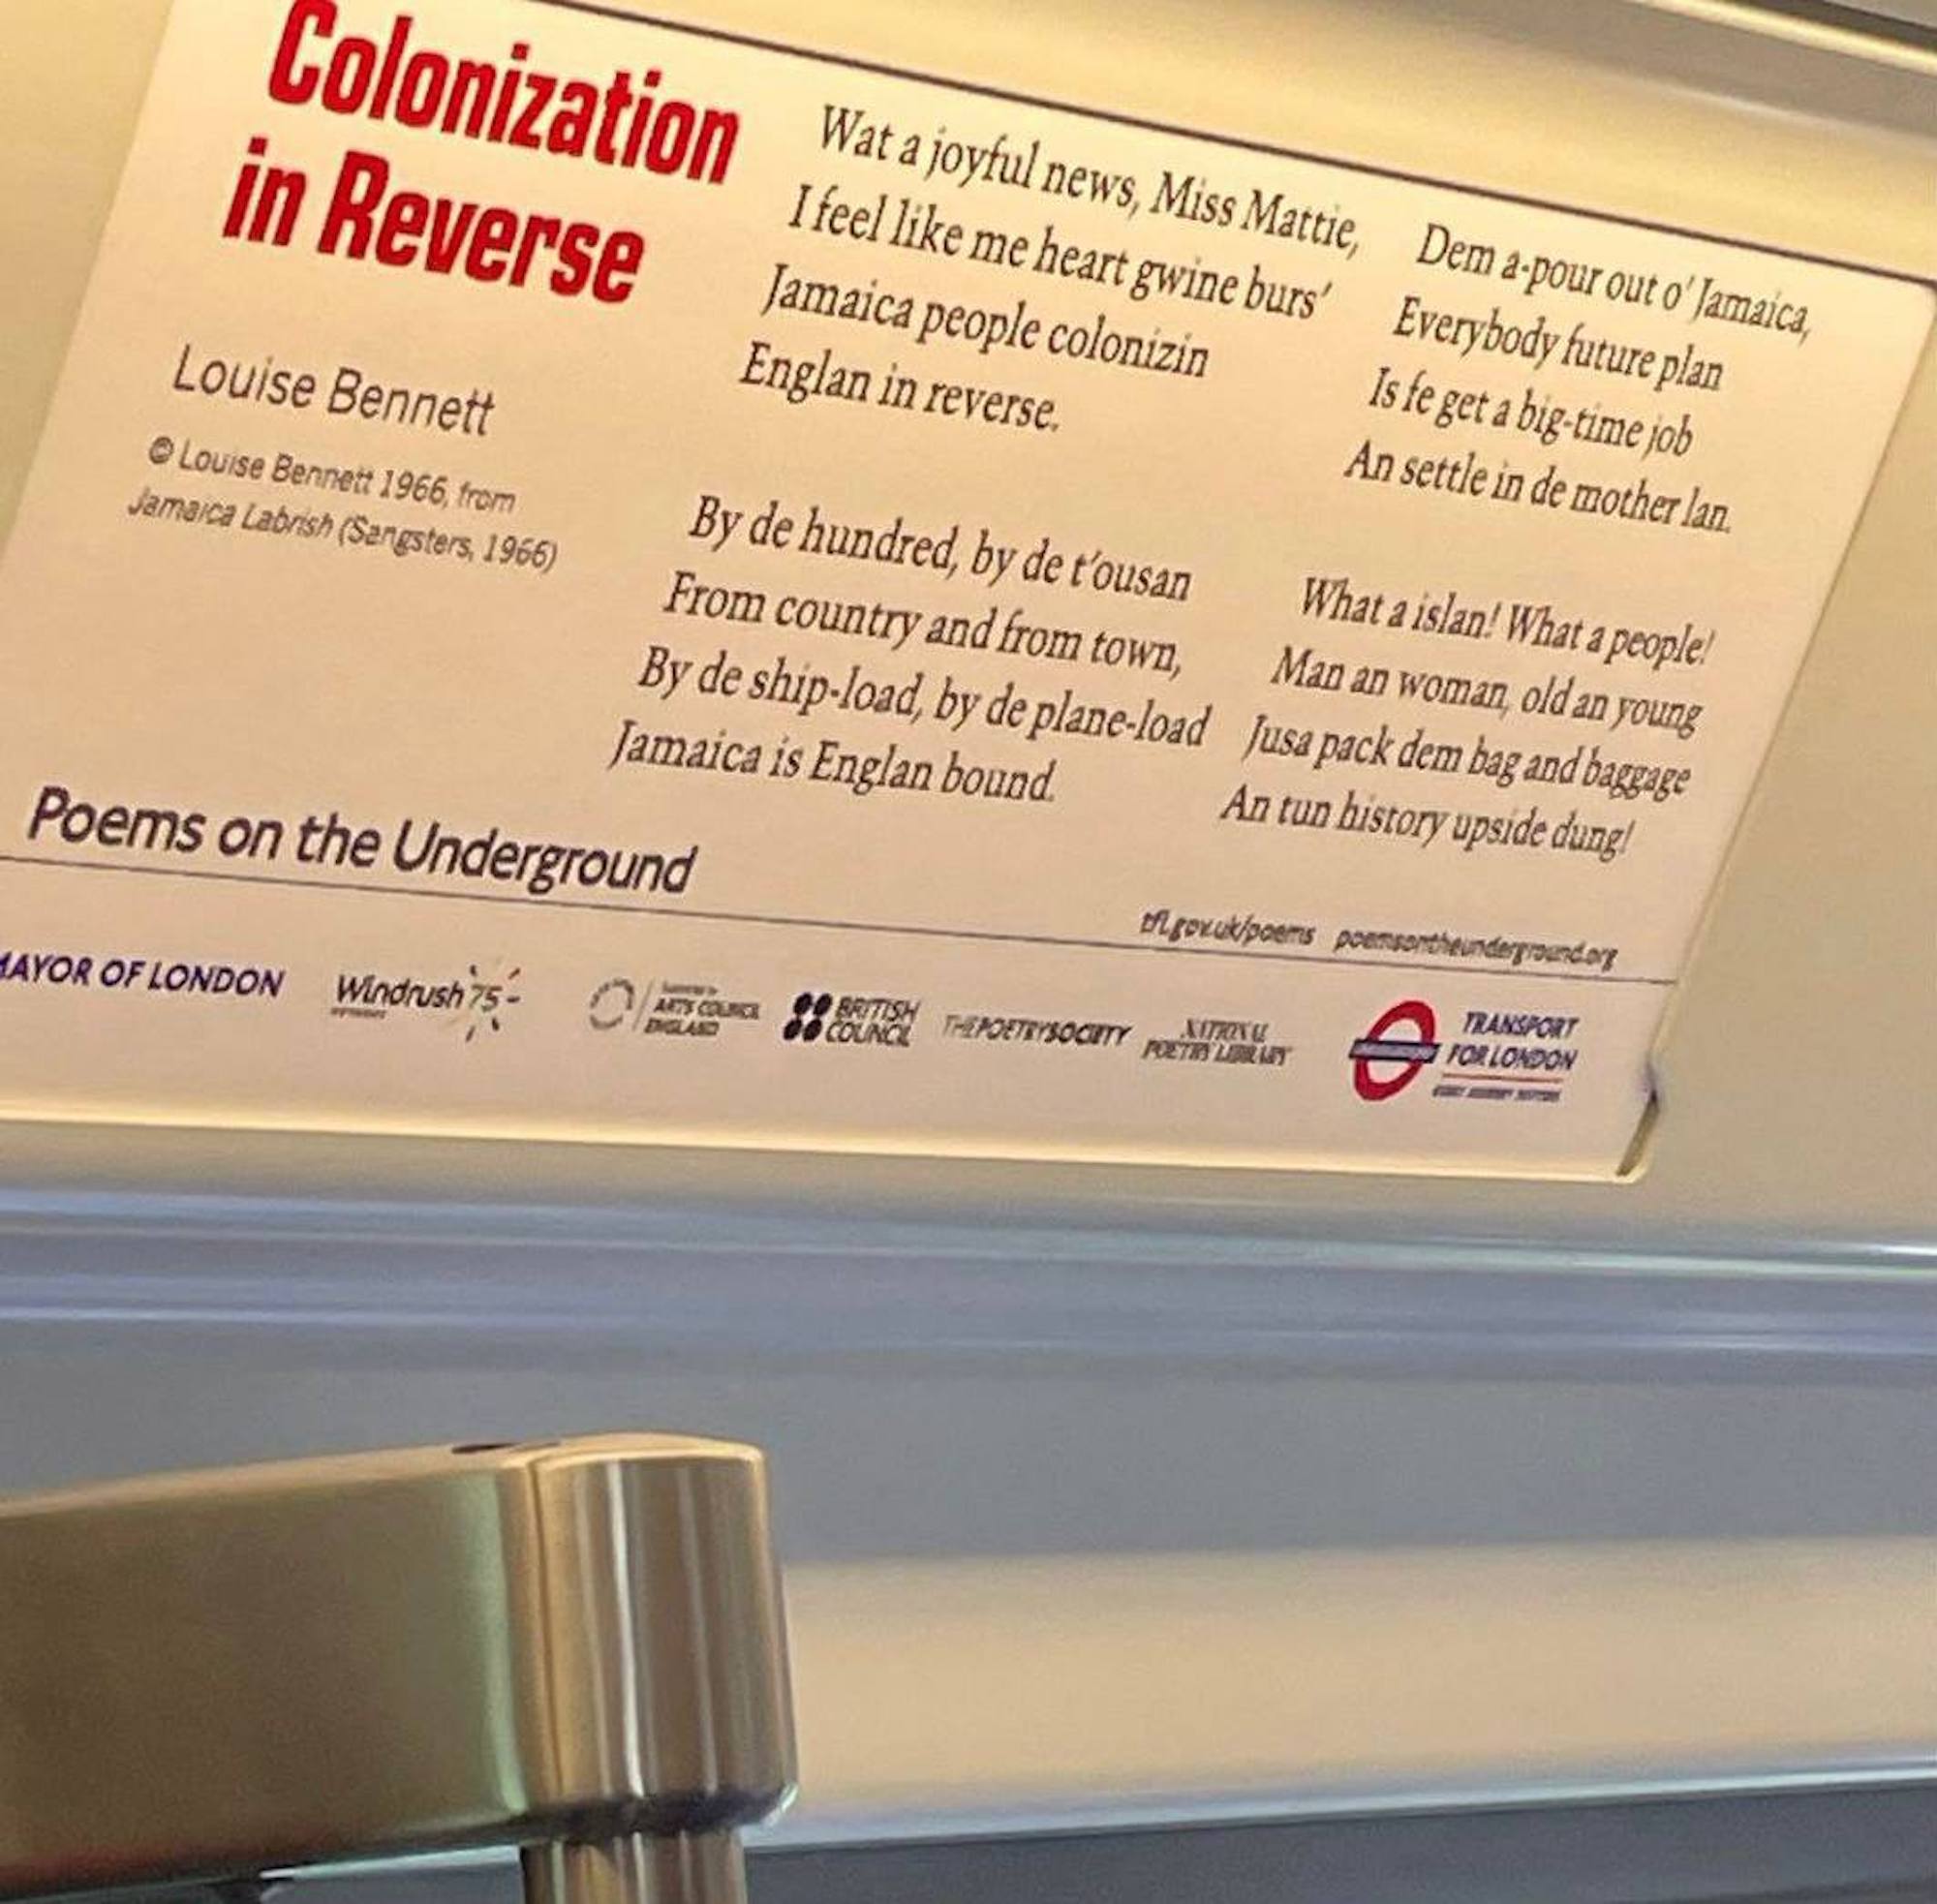 Colonization
in Reverse
Louise Bennett
© Louise Bennett 1966, from
Jamaica Labrish (Sangsters, 1966)
Wat a joyful news, Miss Mattie,
I feel like me heart gwine burs'
Jamaica people colonizin
Englan in reverse.
By de hundred, by de t'ousan
From country and from town,
By de ship-load, by de plane-load
Jamaica is Englan bound.
Dem a-pour out o' Jamaica,
Everybody future plan
Is fe get a big-time job
An settle in de mother lan.
What a islan! What a people!
Man an woman, old an young
Jusa pack dem bag and baggage
An tun history upside dung!
Poems on the Underground
tfl.gov.uk/poems poemsontheunderground.org
MAYOR OF LONDON
Windrush 75
ARTS COUNCIL
ENGLAND
BRITISH
COUNCIL
THEPOETRYSOCIETY
NATIONAL
POETRY LIBRARY
TRANSPORT
FOR LONDON